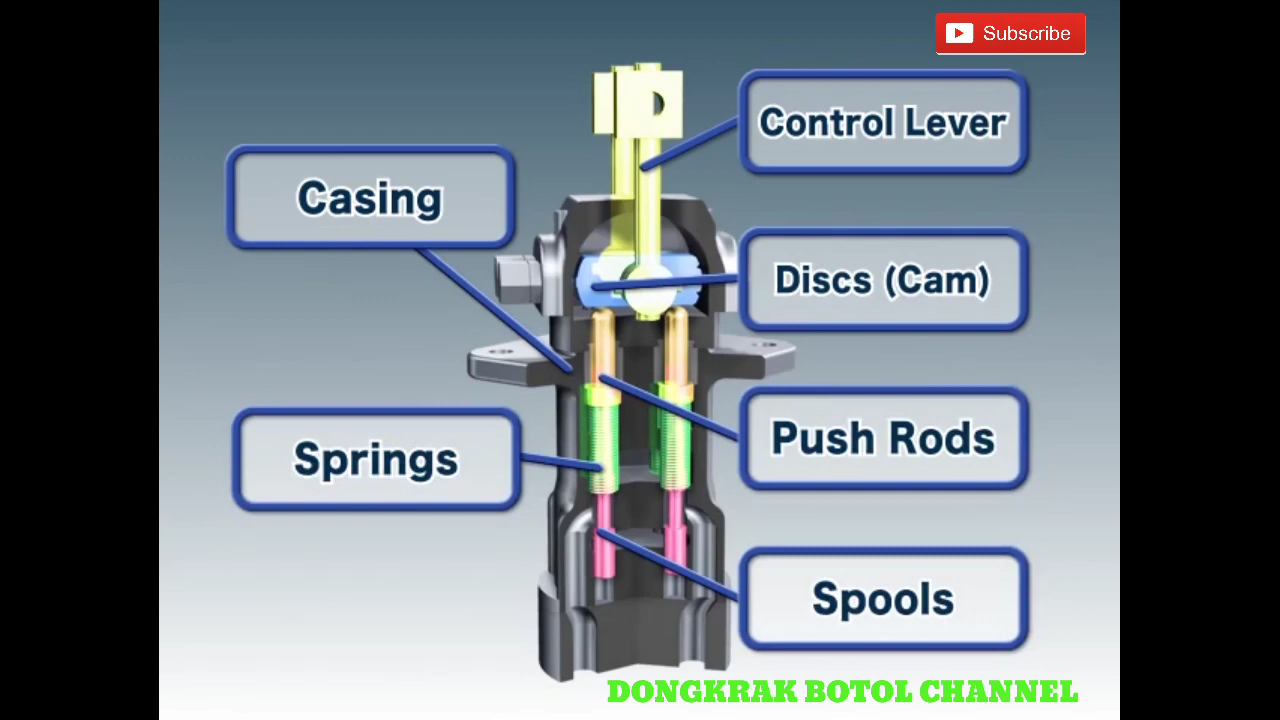 Subscribe
Control Lever
Casing
Discs (Cam)
Push Rods
Springs
Spools
DONGKRAK BOTOL CHANNEL